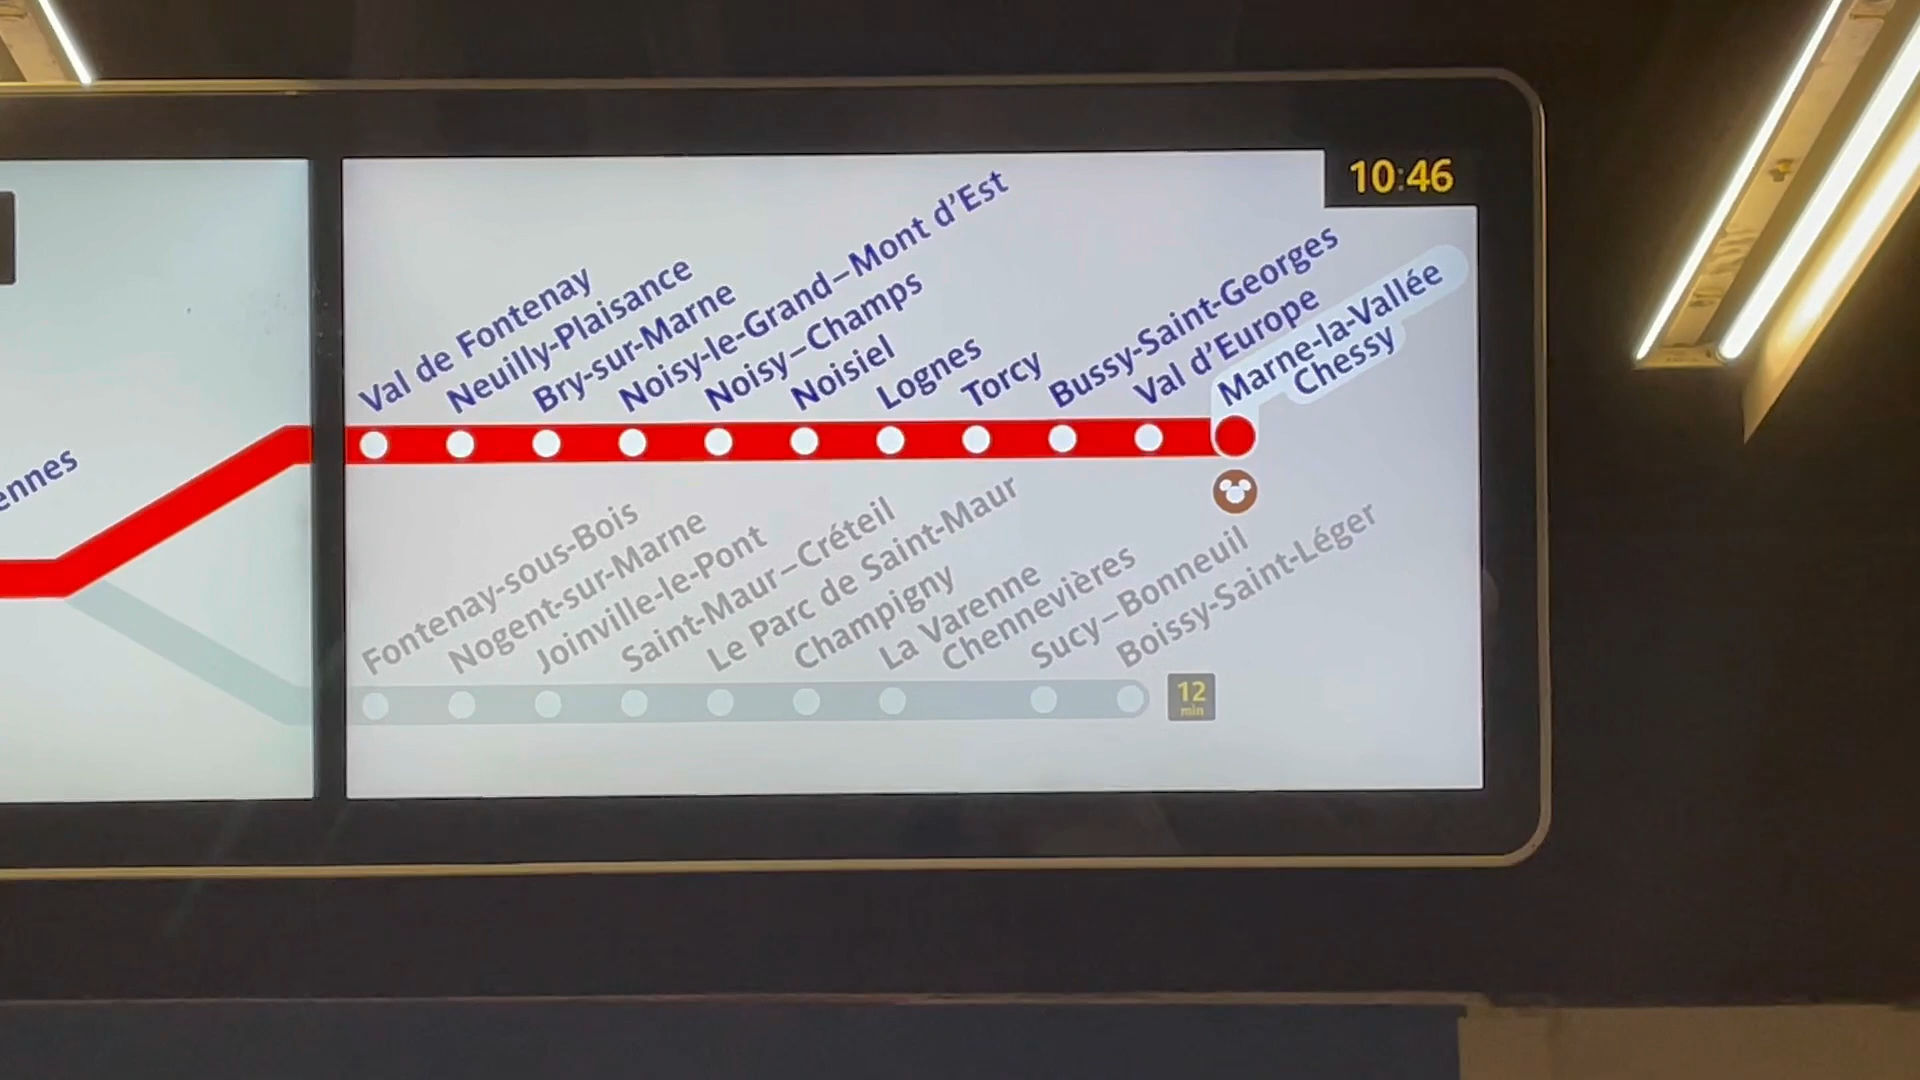 10:46
Val de Fontenay
Neuilly-Plaisance
Bry-sur-Marne
Noisy-le-Grand–Mont d'Est
Noisy–Champs
Noisiel
Lognes
Torcy
Bussy-Saint-Georges
Val d'Europe
Marne-la-Vallée
Chessy
Fontenay-sous-Bois
Nogent-sur-Marne
Joinville-le-Pont
Saint-Maur–Créteil
Le Parc de Saint-Maur
Champigny
La Varenne
Chennevières
Sucy–Bonneuil
Boissy-Saint-Léger
12
min